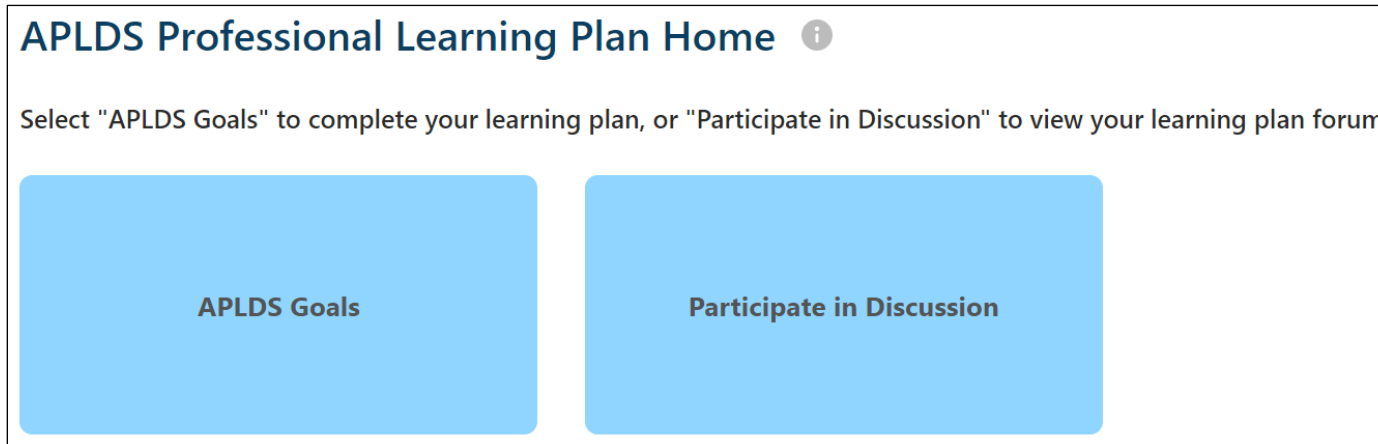 APLDS Professional Learning Plan Home
Select "APLDS Goals" to complete your learning plan, or "Participate in Discussion" to view your learning plan forum
APLDS Goals
Participate in Discussion